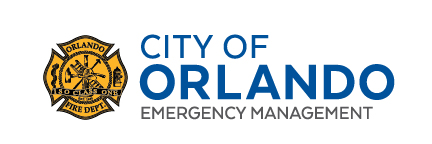 ORLANDO
ISO CLASS ONE
FIRE DEPT.
CITY OF
ORLANDO
EMERGENCY MANAGEMENT